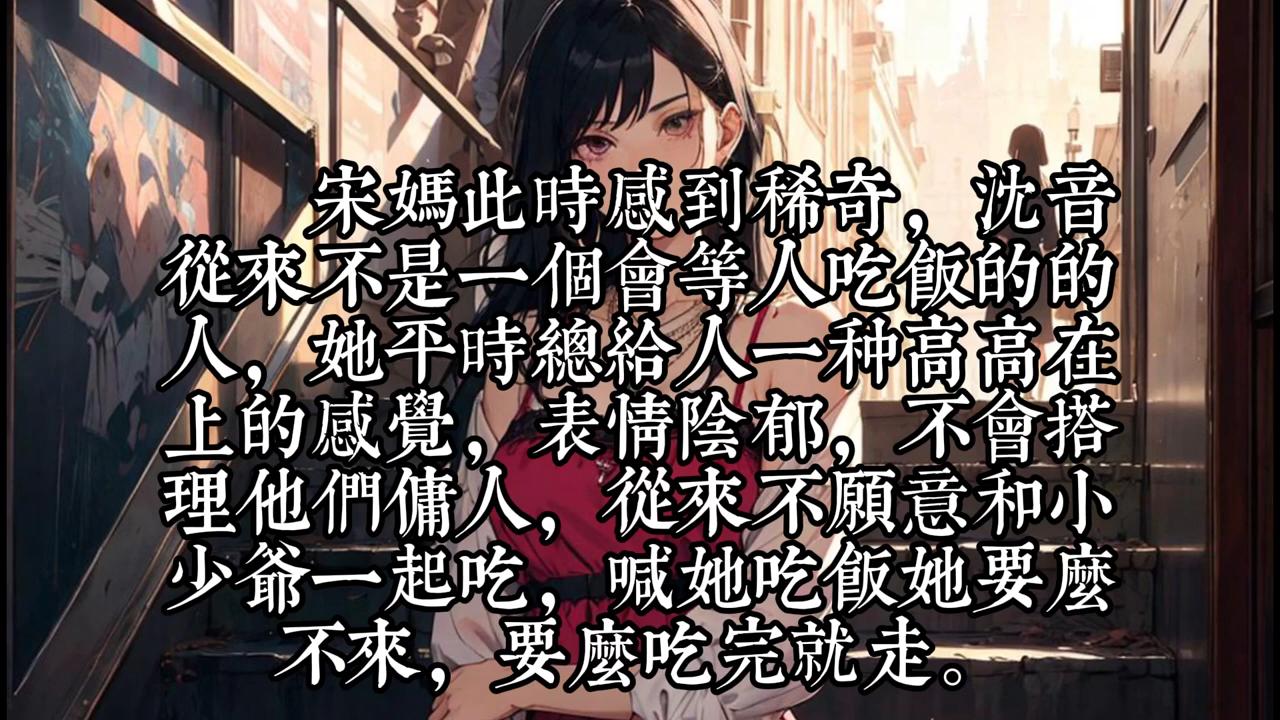 宋媽此時感到稀奇，沈音
從來不是一個會等人吃飯的的
人，她平時總給人一种高高在
上的感覺，表情陰郁，不會搭
理他們傭人，從來不願意和小
少爺一起吃，喊她吃飯她要麼
不來，要麼吃完就走。